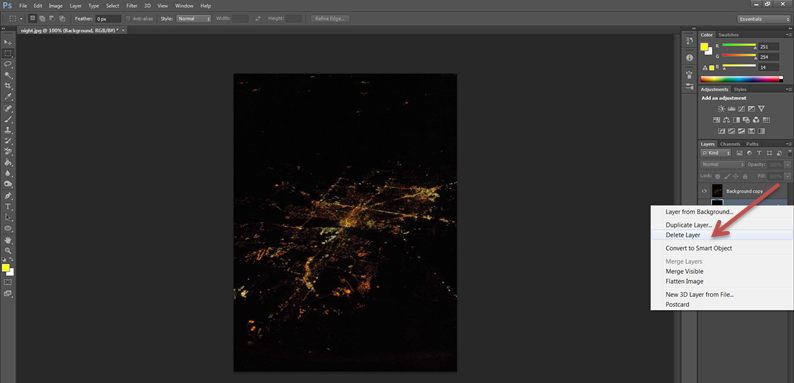 Ps File Edit Image Layer Type Select Filter 3D View Window Help
Feather: 0 px Anti-alias Style: Normal Width: Height: Refine Edge... Essentials
night.jpg @ 100% (Background, RGB/8#) * ×
Color Swatches
R 251
G 254
B 14
Adjustments Styles
Add an adjustment
Layers Channels Paths
Kind
Normal Opacity: 100%
Lock: Fill: 100%
Background copy
Layer from Background...
Duplicate Layer...
Delete Layer
Convert to Smart Object
Merge Layers
Merge Visible
Flatten Image
New 3D Layer from File...
Postcard